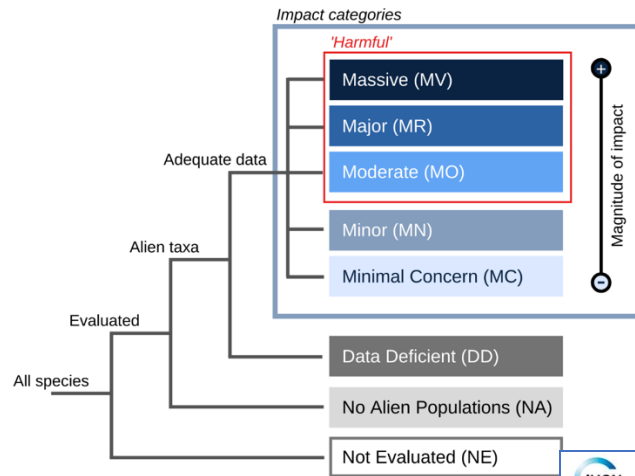 Impact categories
'Harmful'
Massive (MV)
Major (MR)
Adequate data
Moderate (MO)
Magnitude of impact
Minor (MN)
Alien taxa
Minimal Concern (MC)
Evaluated
Data Deficient (DD)
All species
No Alien Populations (NA)
Not Evaluated (NE)